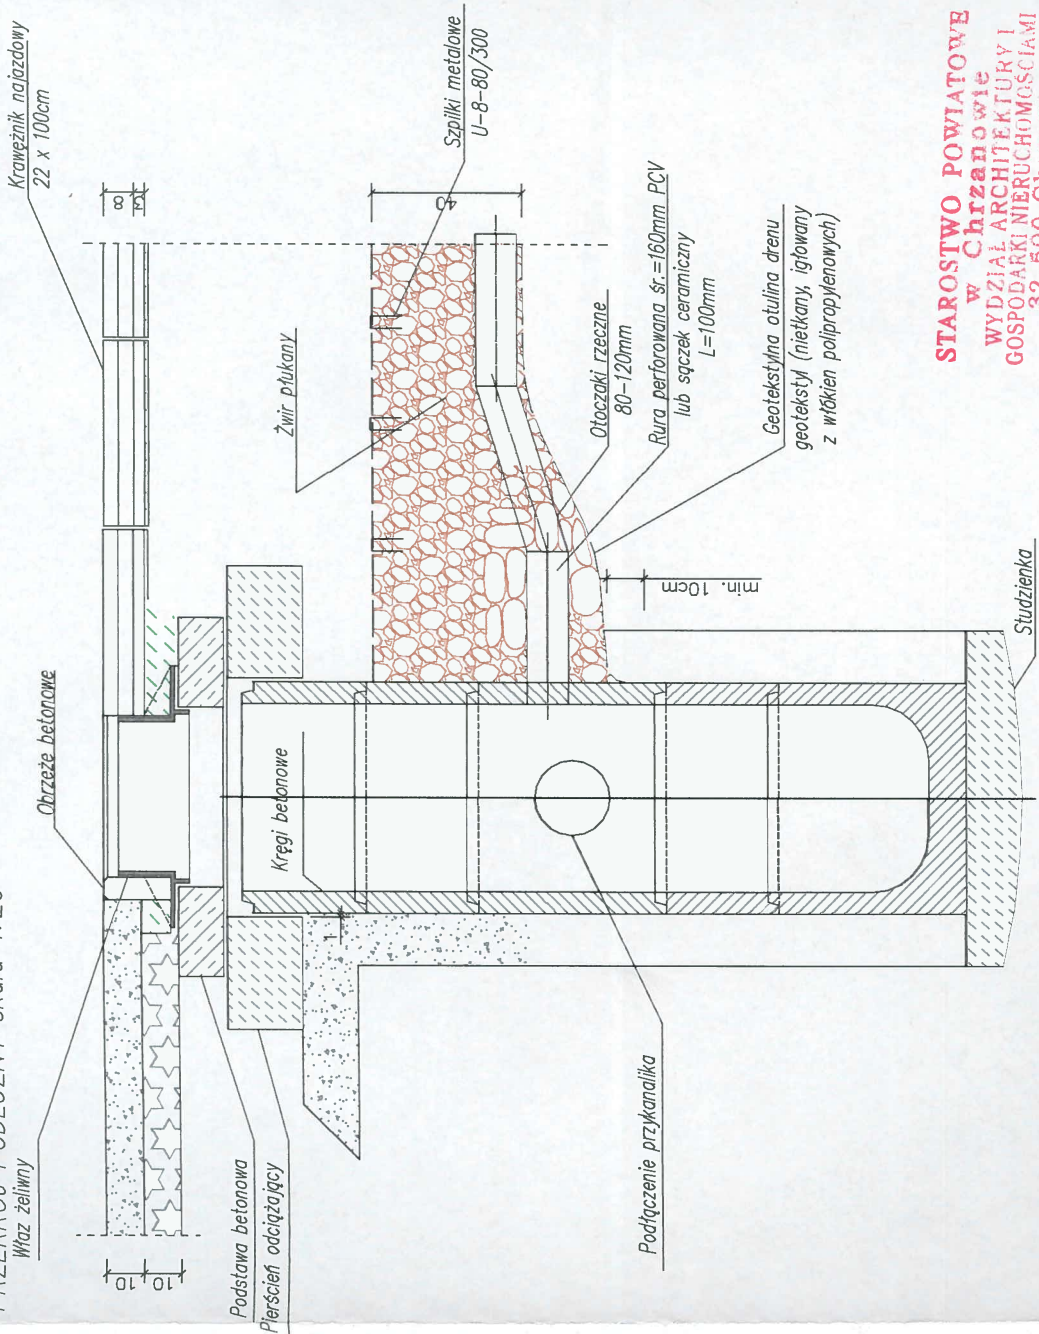 Krawężnik najazdowy
22 x 100cm
8
3
Szpilki metalowe
U-8-80/300
40
Żwir płukany
Otoczaki rzeczne
80-120mm
Rura perforowana śr.=160mm PCV
lub sączek ceramiczny
L=100mm
Geotekstylna otulina drenu
geotekstyl (nietkany, igłowany
z włókien polipropylenowych)
min. 10cm
Studzienka
Obrzeże betonowe
Kręgi betonowe
Właz żeliwny
10
10
Podstawa betonowa
Pierścień odciążający
Podłączenie przykanalika
STAROSTWO POWIATOWE
w Chrzanowie
WYDZIAŁ ARCHITEKTURY I
GOSPODARKI NIERUCHOMOŚCIAMI